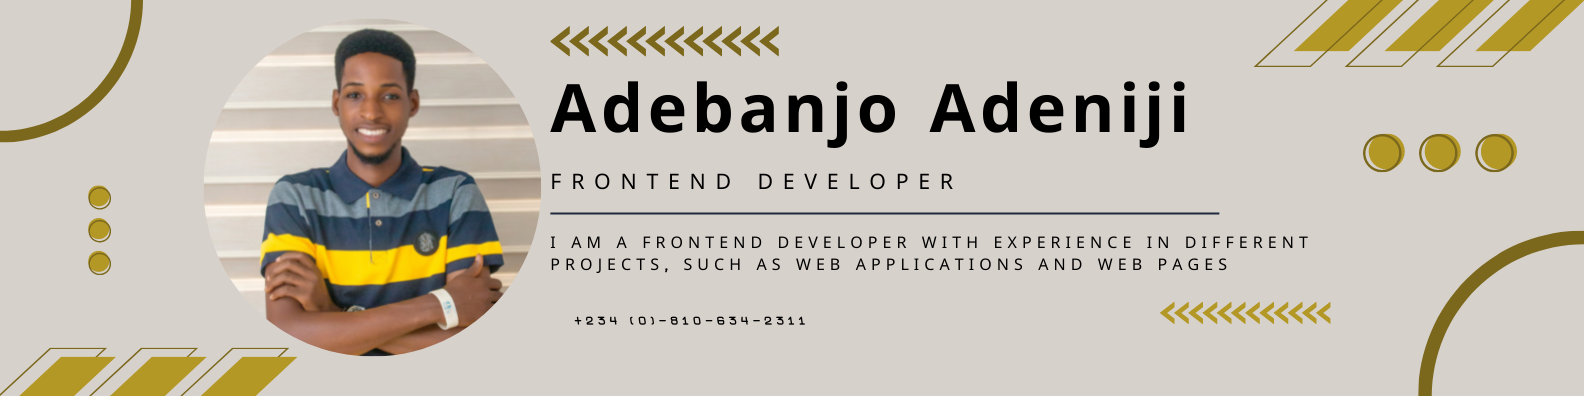 Adebanjo Adeniji
FRONTEND DEVELOPER
I AM A FRONTEND DEVELOPER WITH EXPERIENCE IN DIFFERENT
PROJECTS, SUCH AS WEB APPLICATIONS AND WEB PAGES
+234 (0)-810-634-2311